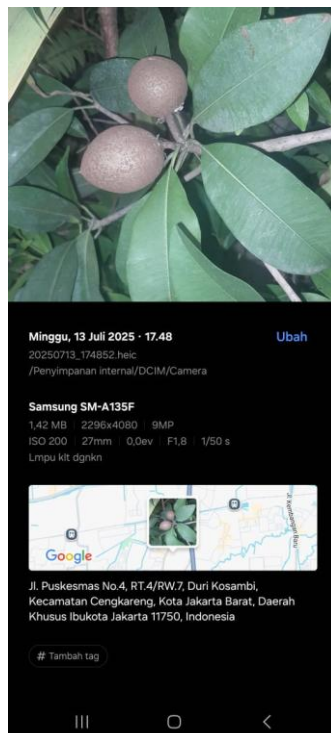 Minggu, 13 Juli 2025 · 17.48
Ubah
20250713_174852.heic
/Penyimpanan internal/DCIM/Camera
Samsung SM-A135F
1,42 MB | 2296x4080 | 9MP
ISO 200 | 27mm | 0,0ev | F1,8 | 1/50 s
Lmpu klt dgnkn
Jl. Kembangan Baru
Google
Jl. Puskesmas No.4, RT.4/RW.7, Duri Kosambi,
Kecamatan Cengkareng, Kota Jakarta Barat, Daerah
Khusus Ibukota Jakarta 11750, Indonesia
# Tambah tag